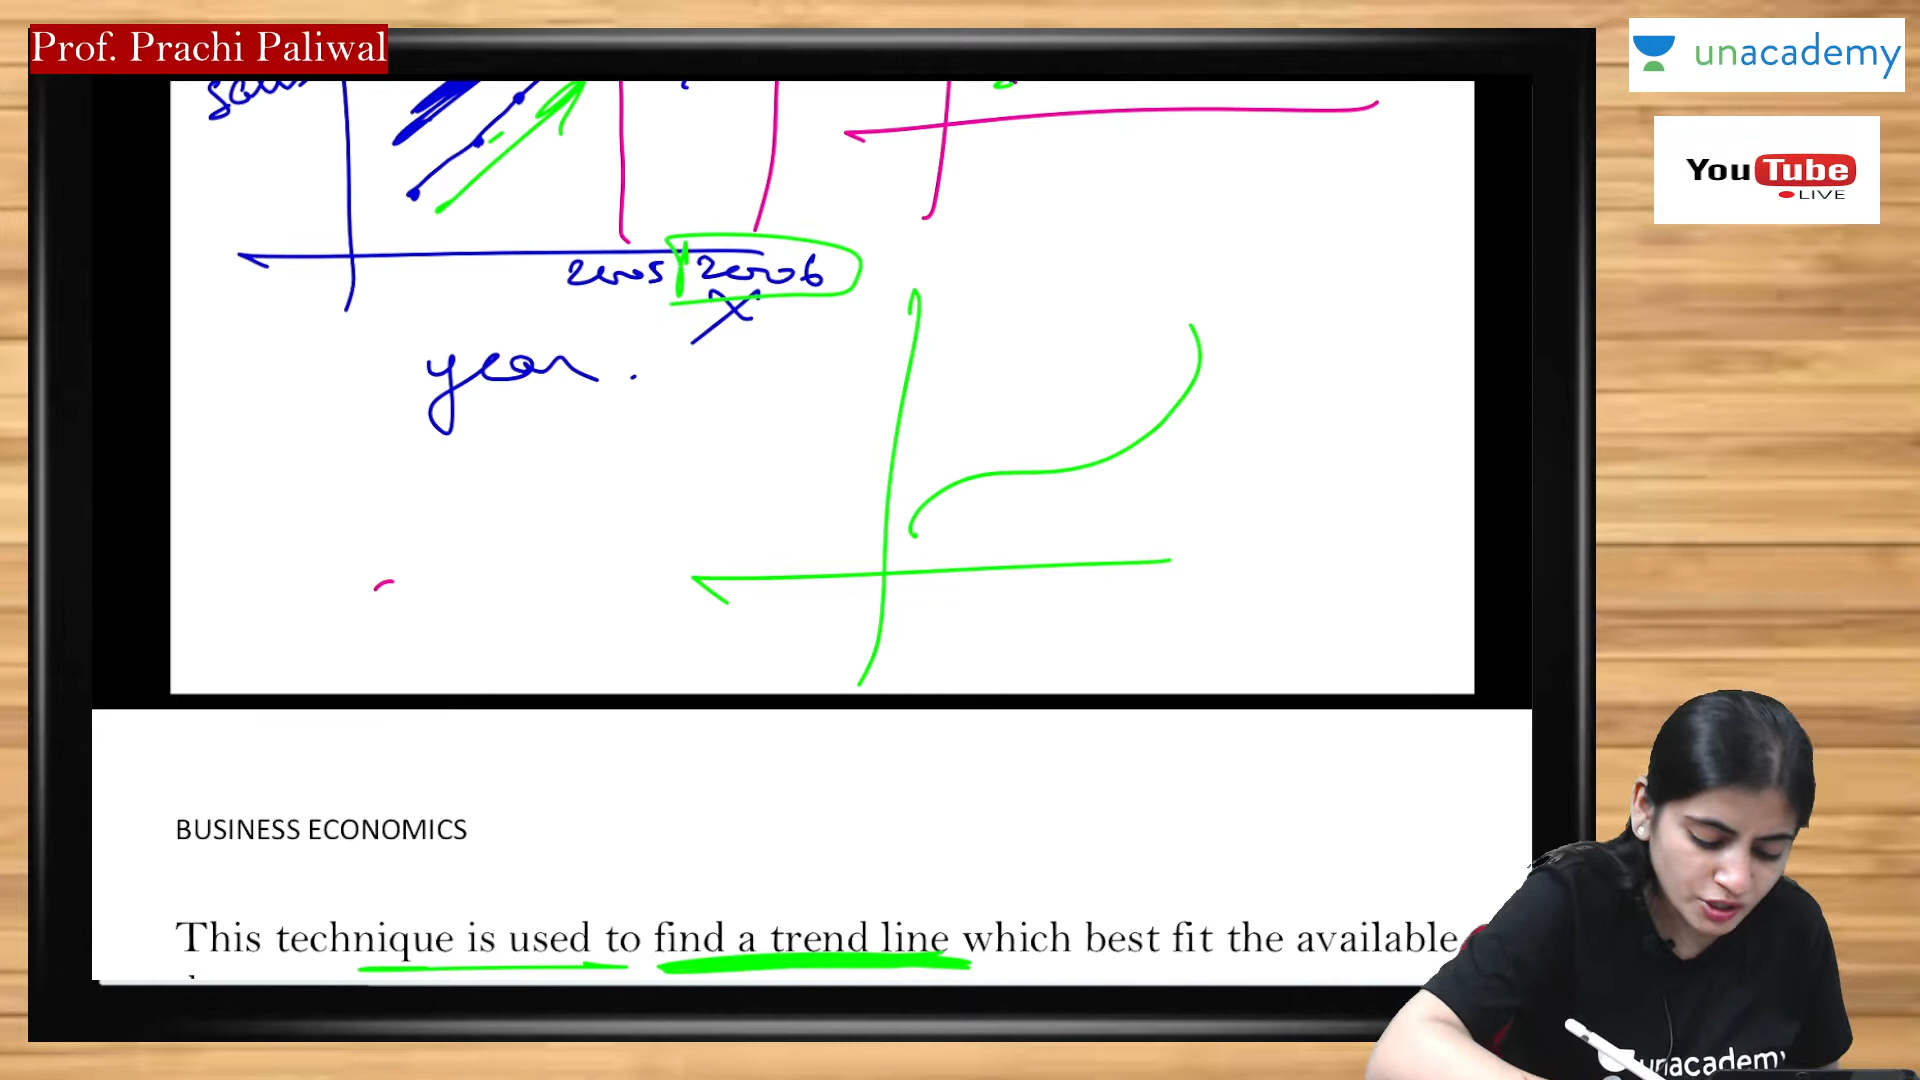 Prof. Prachi Paliwal
unacademy
YouTube
LIVE
2005
2006
year.
BUSINESS ECONOMICS
This technique is used to find a trend line which best fit the available
unacademy